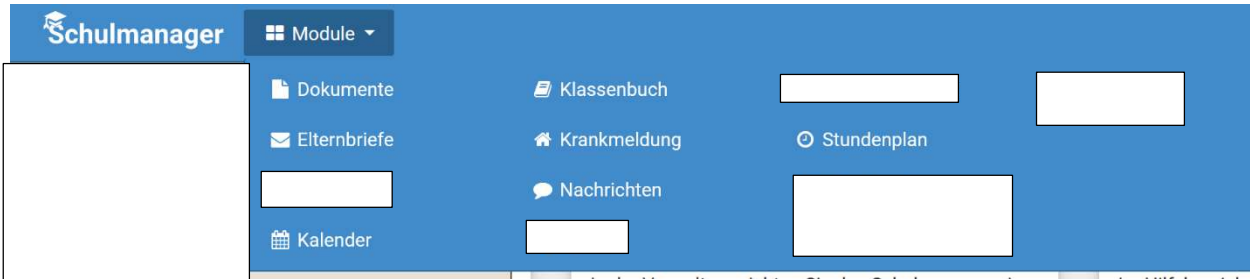 Schulmanager Module
Dokumente Klassenbuch
Elternbriefe Krankmeldung Stundenplan
Nachrichten
Kalender